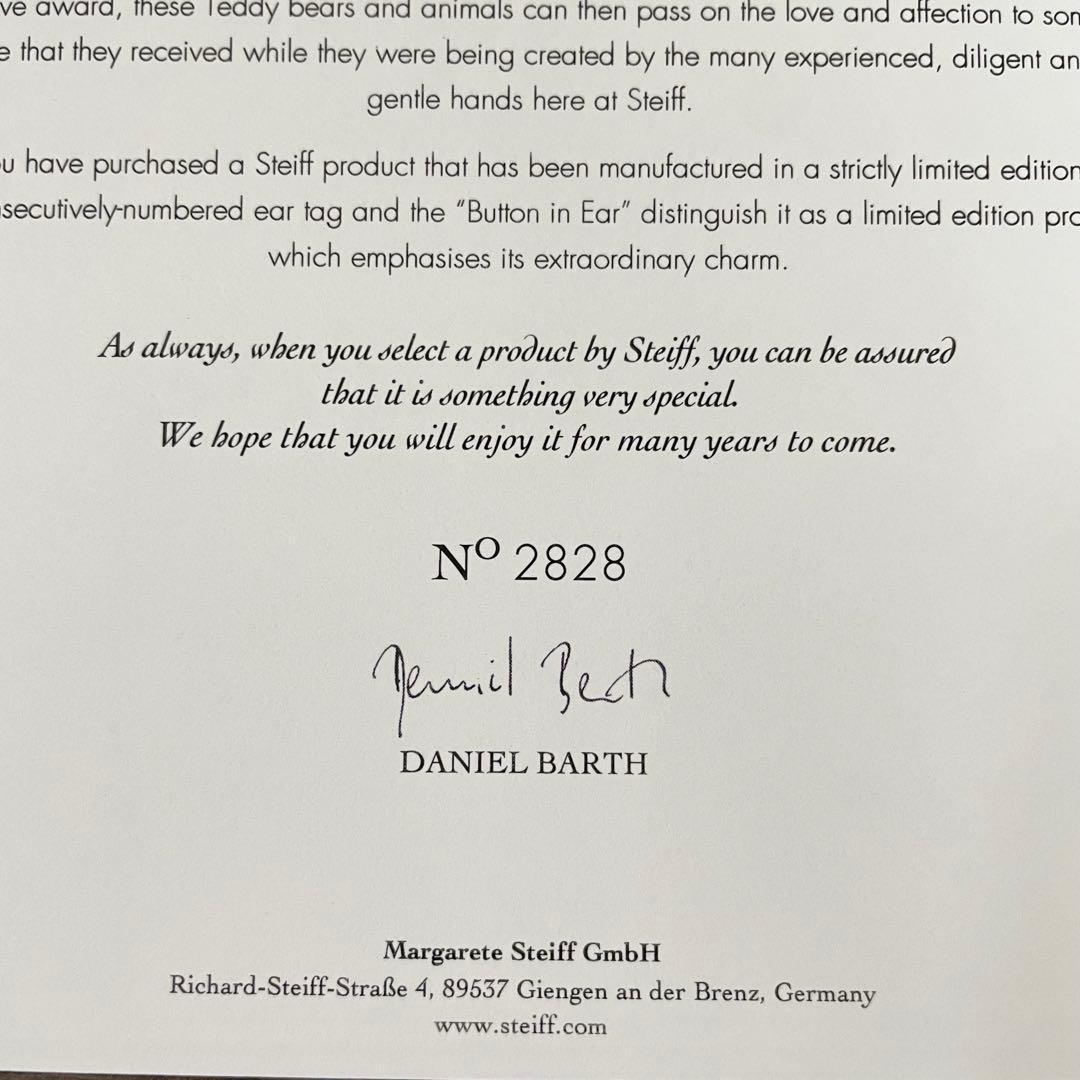 ve award, these Teddy bears and animals can then pass on the love and affection to som
e that they received while they were being created by the many experienced, diligent an
gentle hands here at Steiff.
u have purchased a Steiff product that has been manufactured in a strictly limited edition
secutively-numbered ear tag and the “Button in Ear” distinguish it as a limited edition pro
which emphasises its extraordinary charm.
As always, when you select a product by Steiff, you can be assured
that it is something very special.
We hope that you will enjoy it for many years to come.
Nº 2828
Daniel Barth
DANIEL BARTH
Margarete Steiff GmbH
Richard-Steiff-Straße 4, 89537 Giengen an der Brenz, Germany
www.steiff.com